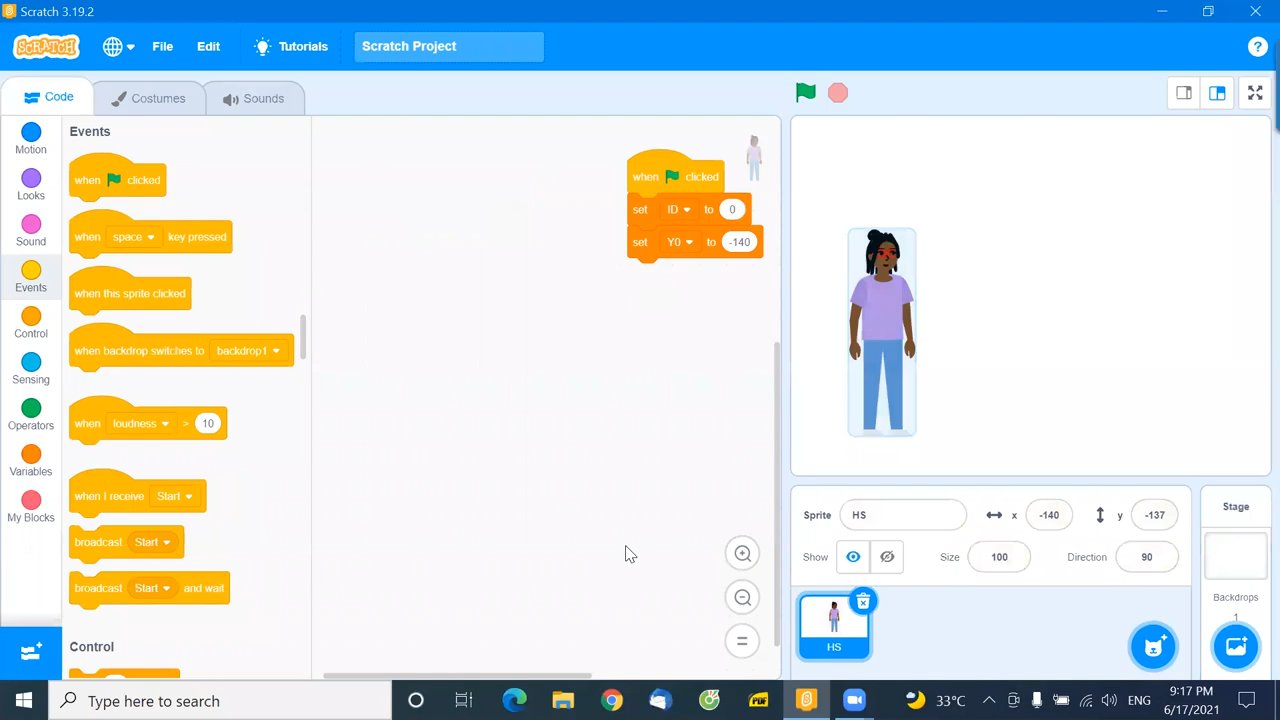 Scratch 3.19.2
SCRATCH File Edit Tutorials Scratch Project ?
Code Costumes Sounds
Motion
Looks
Sound
Events
Control
Sensing
Operators
Variables
My Blocks
Events
when clicked
when space key pressed
when this sprite clicked
when backdrop switches to backdrop1
when loudness > 10
when I receive Start
broadcast Start
broadcast Start and wait
Control
when clicked
set ID to 0
set Y0 to -140
Sprite HS x -140 y -137
Show Size 100 Direction 90
HS
Stage
Backdrops
1
Type here to search
PDF
33°C ENG
9:17 PM
6/17/2021